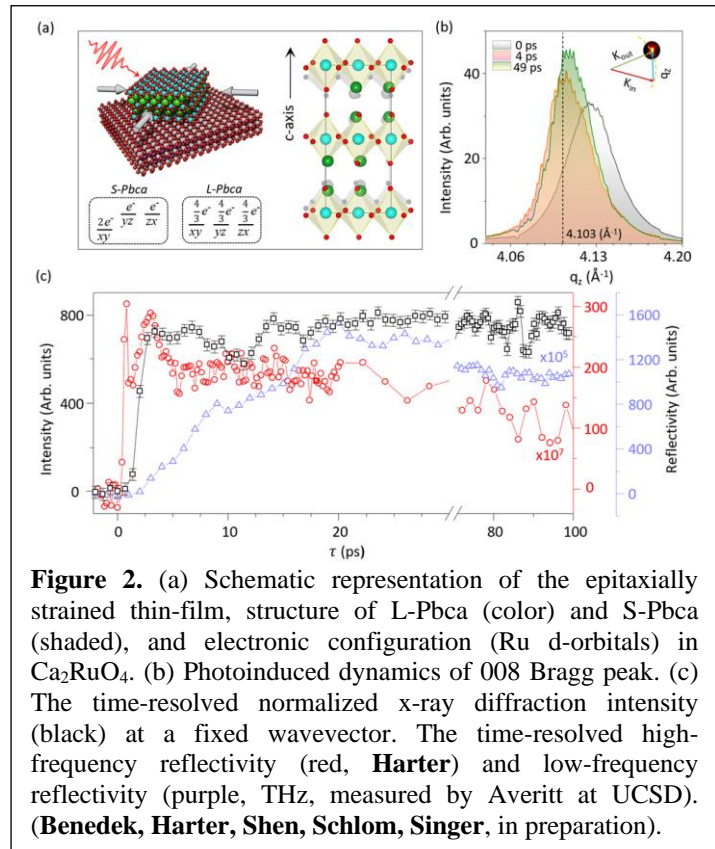 (a)
c-axis
S-Pbca
L-Pbca
2e⁻ e⁻ e⁻
xy yz zx
4/3 e⁻ 4/3 e⁻ 4/3 e⁻
xy yz zx
(b)
Intensity (Arb. units)
40
20
0
0 ps
4 ps
49 ps
K_out
K_in
q_z
4.103 (Å⁻¹)
4.06 4.13 4.20
q_z (Å⁻¹)
(c)
Intensity (Arb. units)
800
400
0
300
200
100
0
1600
1200
800
400
0
Reflectivity (Arb. units)
x10⁵
x10⁷
0 10 20 80 100
τ (ps)
Figure 2. (a) Schematic representation of the epitaxially
strained thin-film, structure of L-Pbca (color) and S-Pbca
(shaded), and electronic configuration (Ru d-orbitals) in
Ca₂RuO₄. (b) Photoinduced dynamics of 008 Bragg peak. (c)
The time-resolved normalized x-ray diffraction intensity
(black) at a fixed wavevector. The time-resolved high-
frequency reflectivity (red, Harter) and low-frequency
reflectivity (purple, THz, measured by Averitt at UCSD).
(Benedek, Harter, Shen, Schlom, Singer, in preparation).